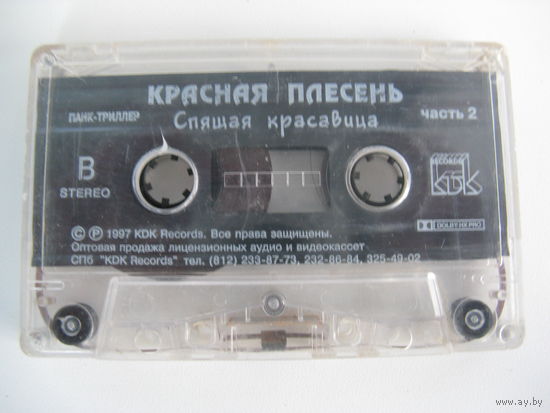 КРАСНАЯ ПЛЕСЕНЬ
ПАНК-ТРИЛЛЕР
Спящая красавица
часть 2
B
STEREO
RECORDS
KDK
DOLBY HX PRO
© ℗ 1997 KDK Records. Все права защищены.
Оптовая продажа лицензионных аудио и видеокассет
СПб "KDK Records" тел. (812) 233-87-73, 232-86-84, 325-49-02
www.ay.by